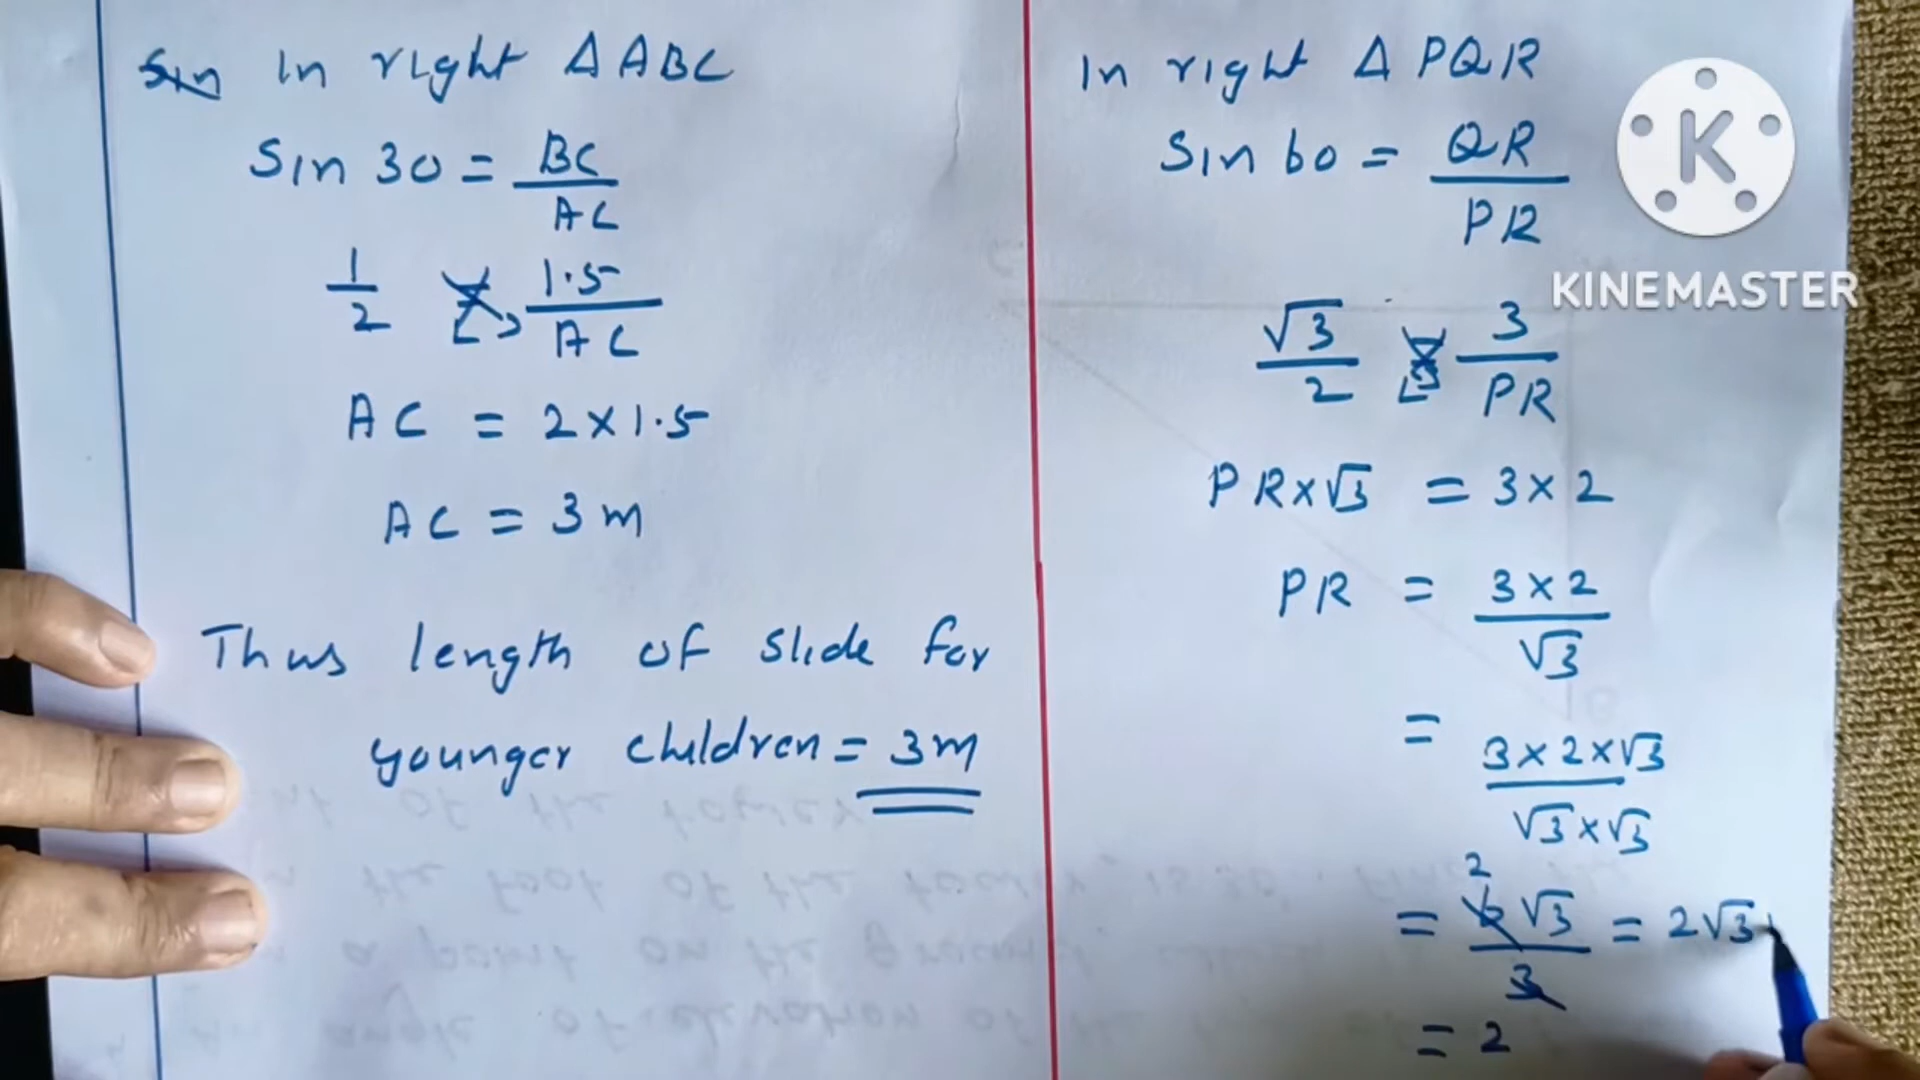 Sin In right Δ ABC
Sin 30 = BC / AC
1/2 = 1.5 / AC
AC = 2 × 1.5
AC = 3 m
Thus length of slide for
younger children = 3m
In right Δ PQR
Sin 60 = QR / PR
√3/2 = 3 / PR
PR × √3 = 3 × 2
PR = 3 × 2 / √3
= 3 × 2 × √3 / √3 × √3
= 2 6√3 / 3 = 2√3
= 2
K
KINEMASTER